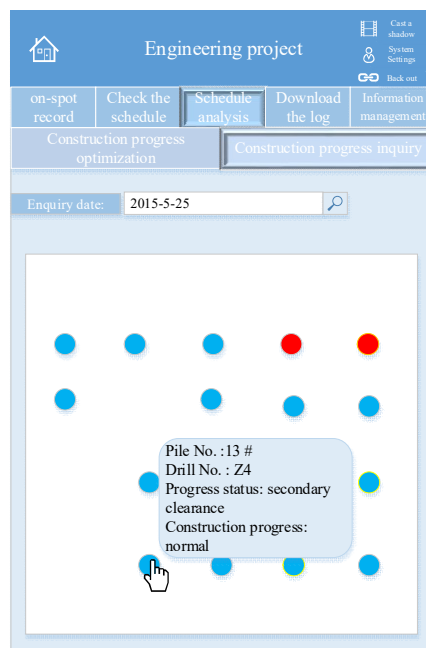 Engineering project
Cast a
shadow
System
Settings
Back out
on-spot
record
Check the
schedule
Schedule
analysis
Download
the log
Information
management
Construction progress
optimization
Construction progress inquiry
Enquiry date:
2015-5-25
Pile No. :13 #
Drill No. : Z4
Progress status: secondary
clearance
Construction progress:
normal